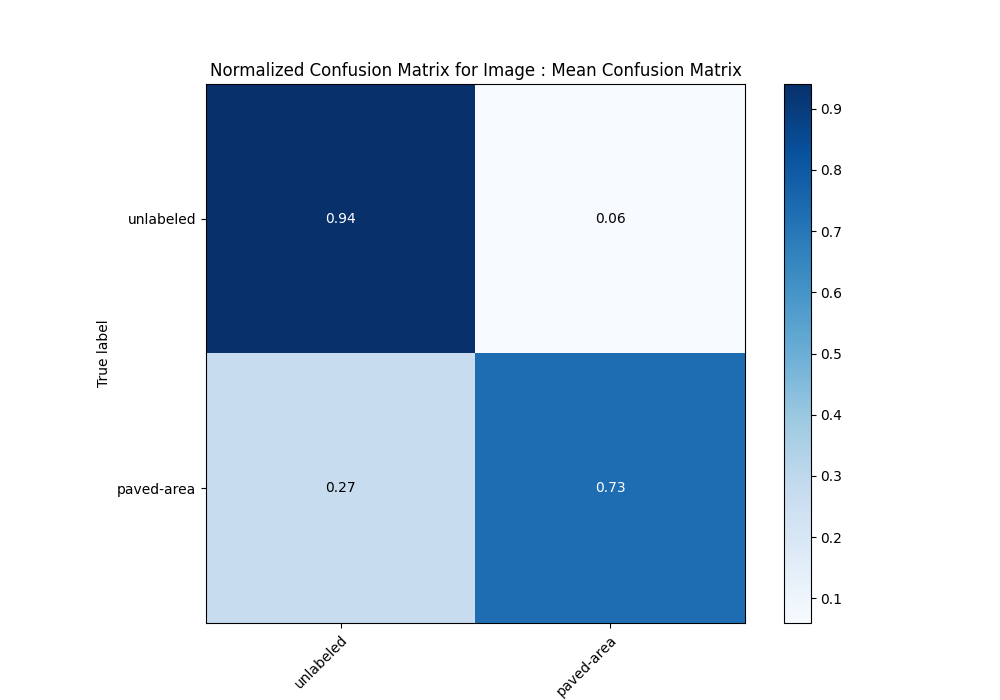 Normalized Confusion Matrix for Image : Mean Confusion Matrix
True label
unlabeled
0.94
0.06
paved-area
0.27
0.73
unlabeled
paved-area
0.9
0.8
0.7
0.6
0.5
0.4
0.3
0.2
0.1